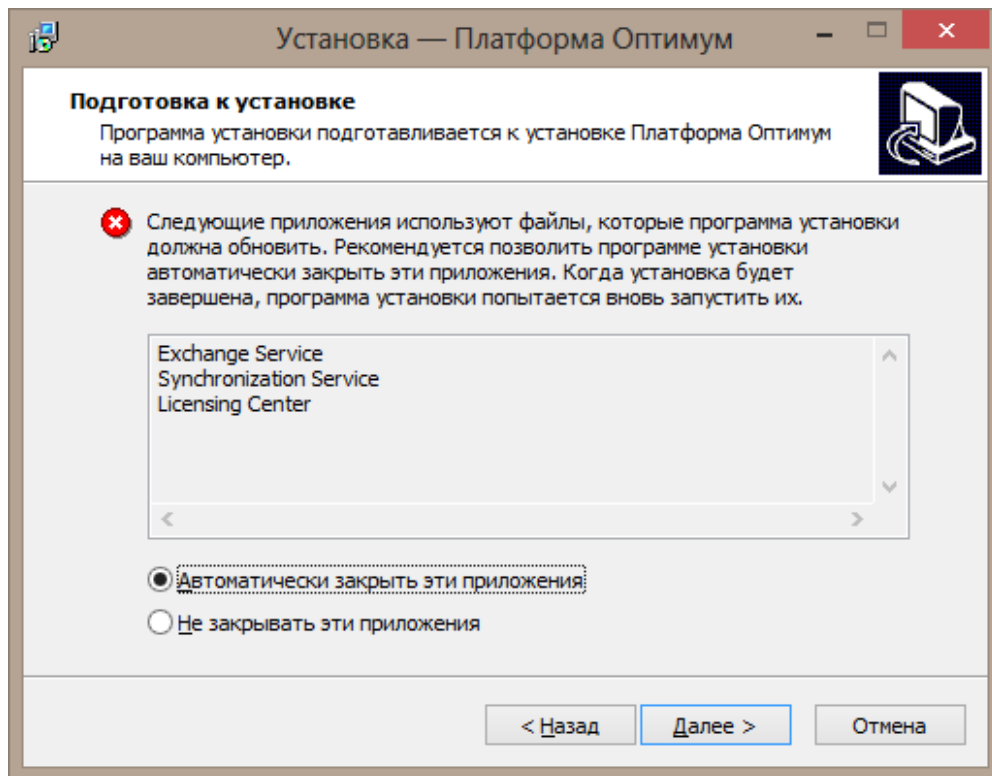 Установка — Платформа Оптимум
Подготовка к установке
Программа установки подготавливается к установке Платформа Оптимум
на ваш компьютер.
Следующие приложения используют файлы, которые программа установки
должна обновить. Рекомендуется позволить программе установки
автоматически закрыть эти приложения. Когда установка будет
завершена, программа установки попытается вновь запустить их.
Exchange Service
Synchronization Service
Licensing Center
Автоматически закрыть эти приложения
Не закрывать эти приложения
< Назад
Далее >
Отмена